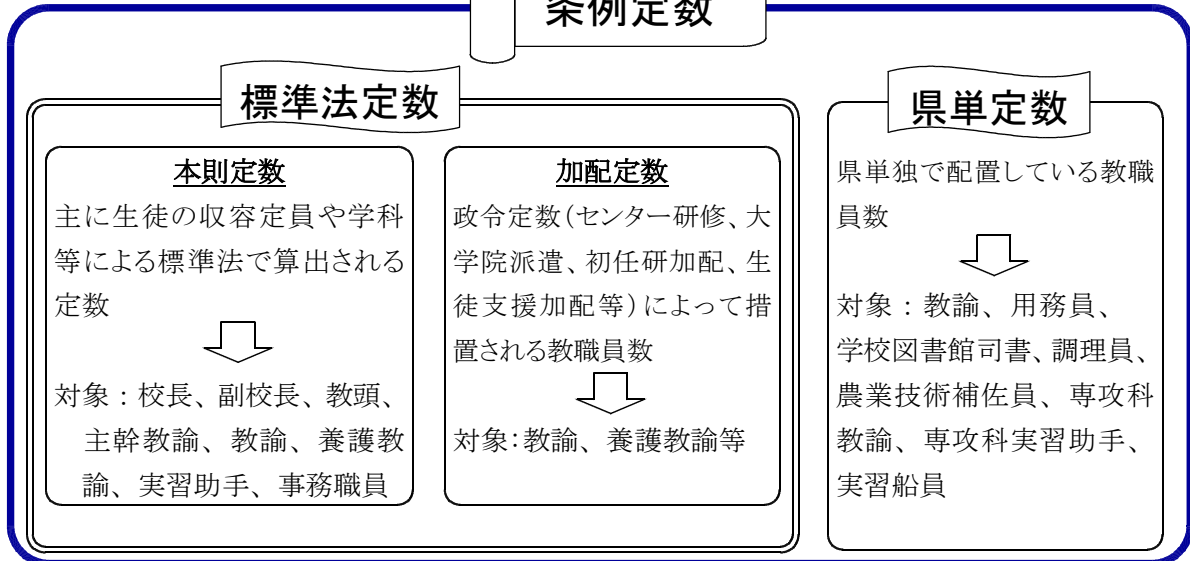 条例定数
標準法定数
本則定数
主に生徒の収容定員や学科
等による標準法で算出される
定数
対象：校長、副校長、教頭、
主幹教諭、教諭、養護教
諭、実習助手、事務職員
加配定数
政令定数（センター研修、大
学院派遣、初任研加配、生
徒支援加配等）によって措
置される教職員数
対象：教諭、養護教諭等
県単定数
県単独で配置している教職
員数
対象：教諭、用務員、
学校図書館司書、調理員、
農業技術補佐員、専攻科
教諭、専攻科実習助手、
実習船員